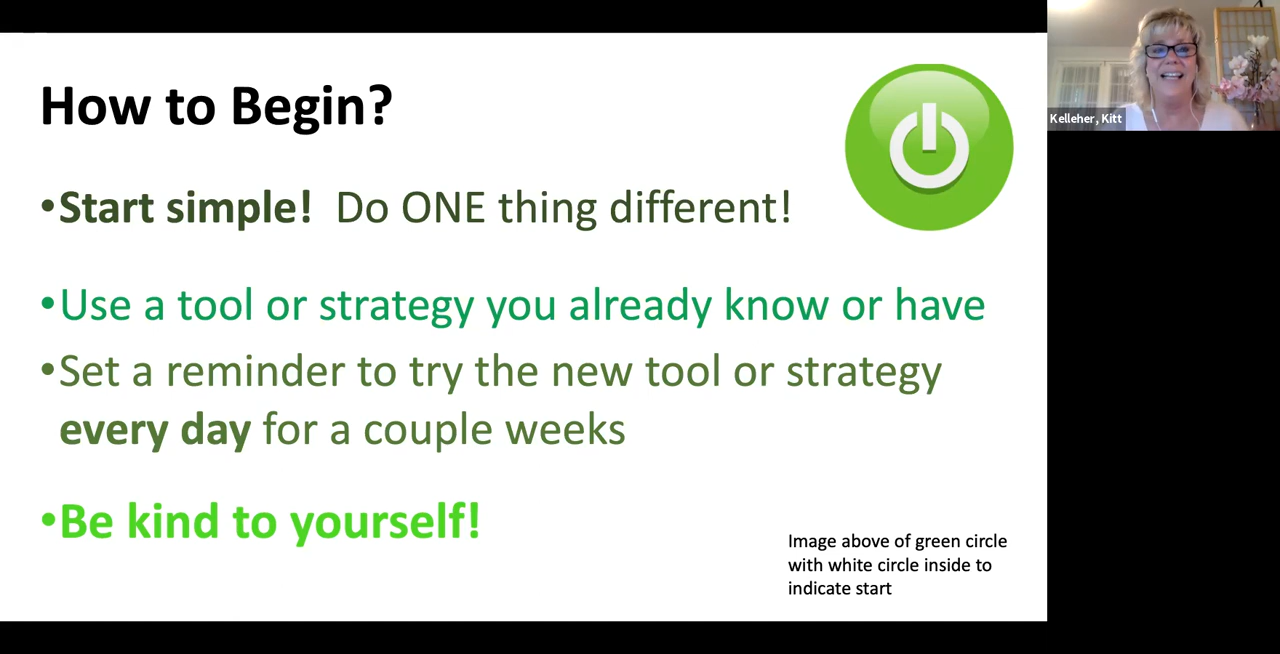 How to Begin?
•Start simple! Do ONE thing different!
•Use a tool or strategy you already know or have
•Set a reminder to try the new tool or strategy
every day for a couple weeks
•Be kind to yourself!
Image above of green circle
with white circle inside to
indicate start
Kelleher, Kitt